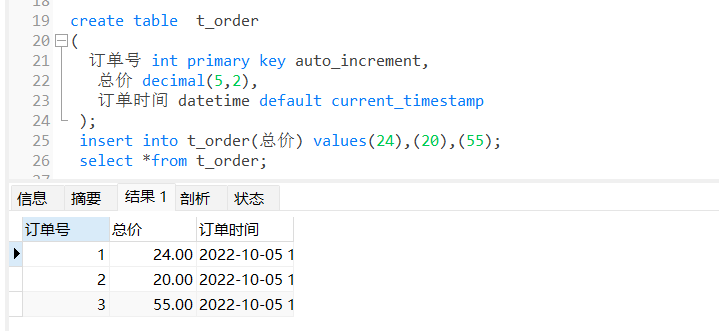 18
19 create table  t_order
20 (
21 订单号 int primary key auto_increment,
22 总价 decimal(5,2),
23 订单时间 datetime default current_timestamp
24 );
25 insert into t_order(总价) values(24),(20),(55);
26 select *from t_order;
信息 摘要 结果 1 剖析 状态
订单号 总价 订单时间
1 24.00 2022-10-05 1
2 20.00 2022-10-05 1
3 55.00 2022-10-05 1